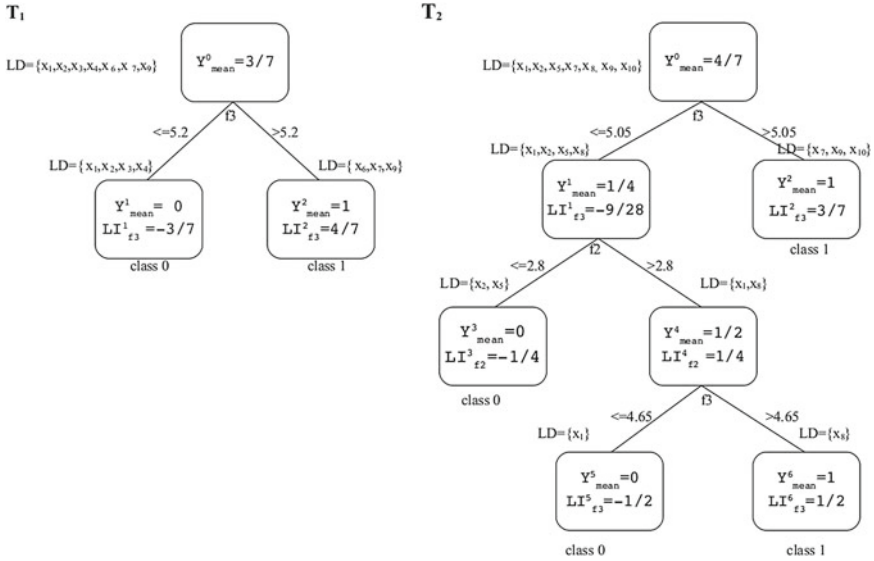 T₁
LD={x₁,x₂,x₃,x₄,x₆,x ₇,x₉}
Y⁰mean=3/7
f3
<=5.2
>5.2
LD={x₁,x₂,x ₃,x₄}
LD={ x₆,x₇,x₉}
Y¹mean= 0
LI¹f3=-3/7
class 0
Y²mean=1
LI²f3=4/7
class 1
T₂
LD={x₁,x₂, x₅,x₇,x₈, x₉, x₁₀}
Y⁰mean=4/7
f3
<=5.05
>5.05
LD={x₁,x₂, x₅,x₈}
LD={x₇, x₉, x₁₀}
Y¹mean=1/4
LI¹f3=-9/28
Y²mean=1
LI²f3=3/7
class 1
f2
<=2.8
>2.8
LD={x₂, x₅}
LD={x₁,x₈}
Y³mean=0
LI³f2=-1/4
class 0
Y⁴mean=1/2
LI⁴f2=1/4
f3
<=4.65
>4.65
LD={x₁}
LD={x₈}
Y⁵mean=0
LI⁵f3=-1/2
class 0
Y⁶mean=1
LI⁶f3=1/2
class 1